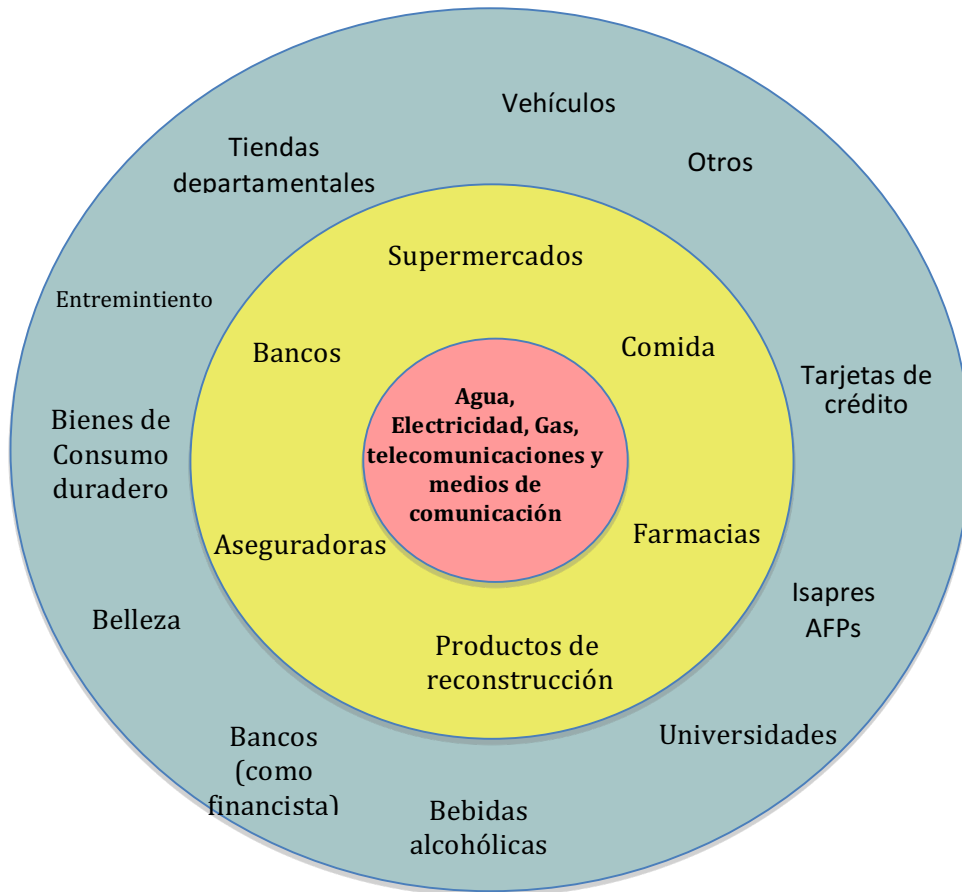 Vehículos
Tiendas
departamentales
Otros
Supermercados
Entremintiento
Bancos
Comida
Tarjetas de
crédito
Agua,
Electricidad, Gas,
telecomunicaciones y
medios de
comunicación
Bienes de
Consumo
duradero
Aseguradoras
Farmacias
Isapres
AFPs
Belleza
Productos de
reconstrucción
Universidades
Bancos
(como
financista)
Bebidas
alcohólicas